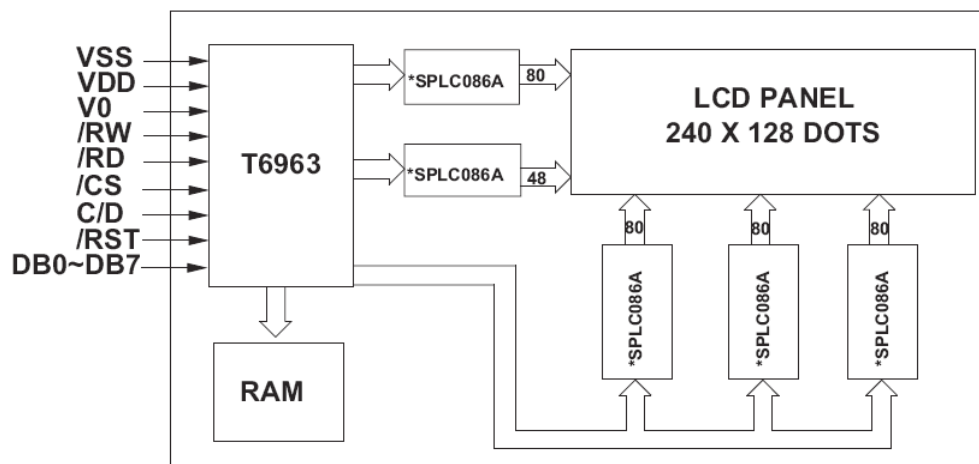 VSS
VDD
V0
/RW
/RD
/CS
C/D
/RST
DB0~DB7
T6963
RAM
*SPLC086A
80
*SPLC086A
48
LCD PANEL
240 X 128 DOTS
80
80
80
*SPLC086A
*SPLC086A
*SPLC086A